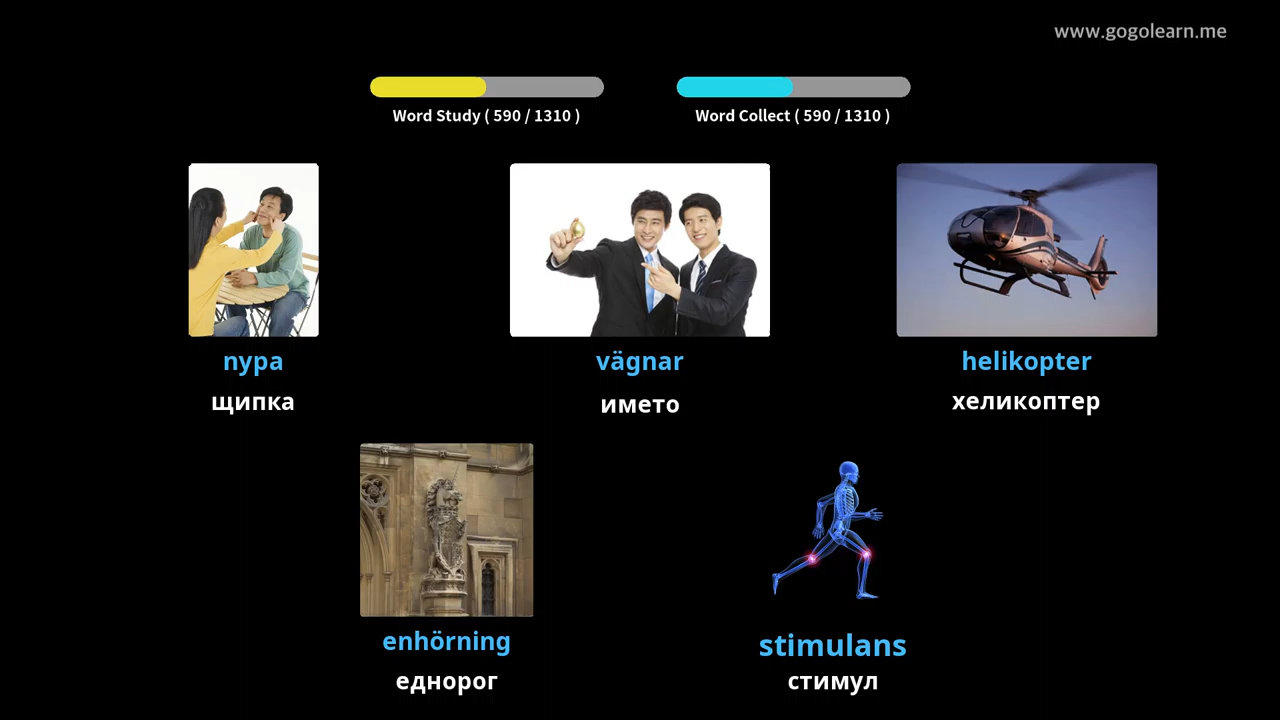 www.gogolearn.me
Word Study ( 590 / 1310 )
Word Collect ( 590 / 1310 )
nypa
щипка
vägnar
името
helikopter
хеликоптер
enhörning
еднорог
stimulans
стимул